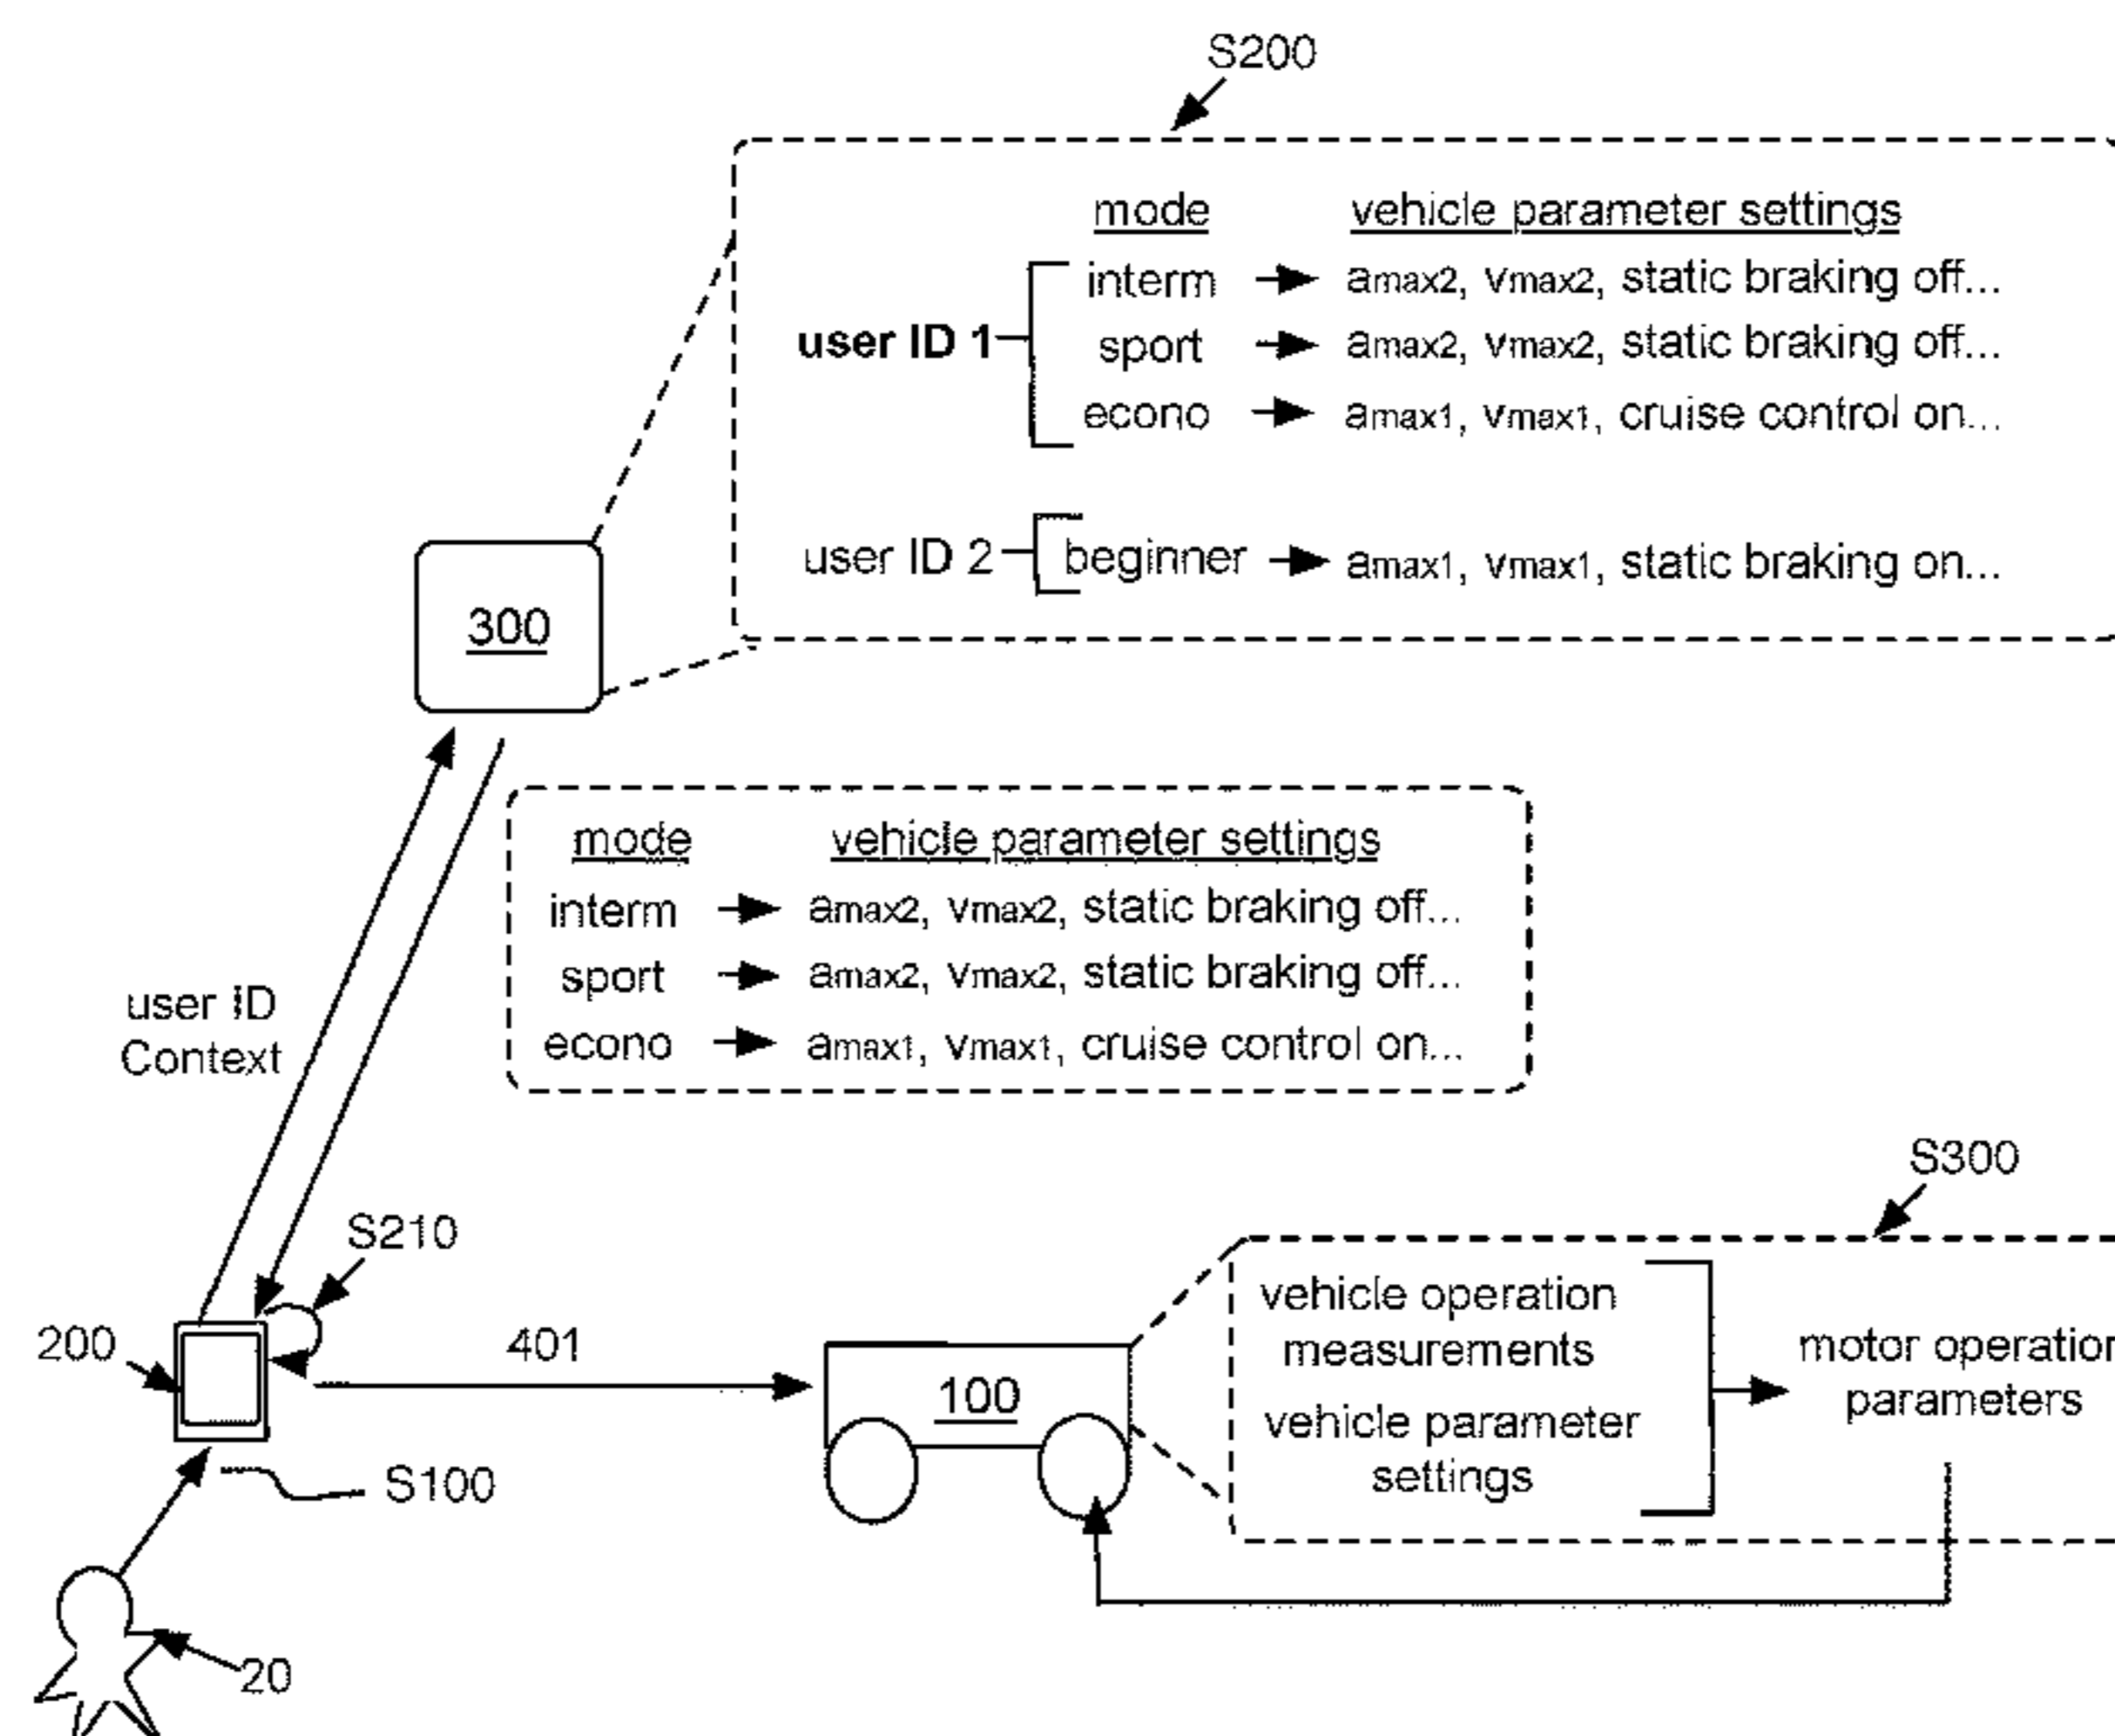 S200
mode vehicle parameter settings
interm amax2, vmax2, static braking off...
user ID 1 sport amax2, vmax2, static braking off...
econo amax1, vmax1, cruise control on...
user ID 2 beginner amax1, vmax1, static braking on...
300
mode vehicle parameter settings
interm amax2, vmax2, static braking off...
sport amax2, vmax2, static braking off...
econo amax1, vmax1, cruise control on...
user ID
Context
S300
S210
200
401
100
vehicle operation
measurements
vehicle parameter
settings
motor operation
parameters
S100
20